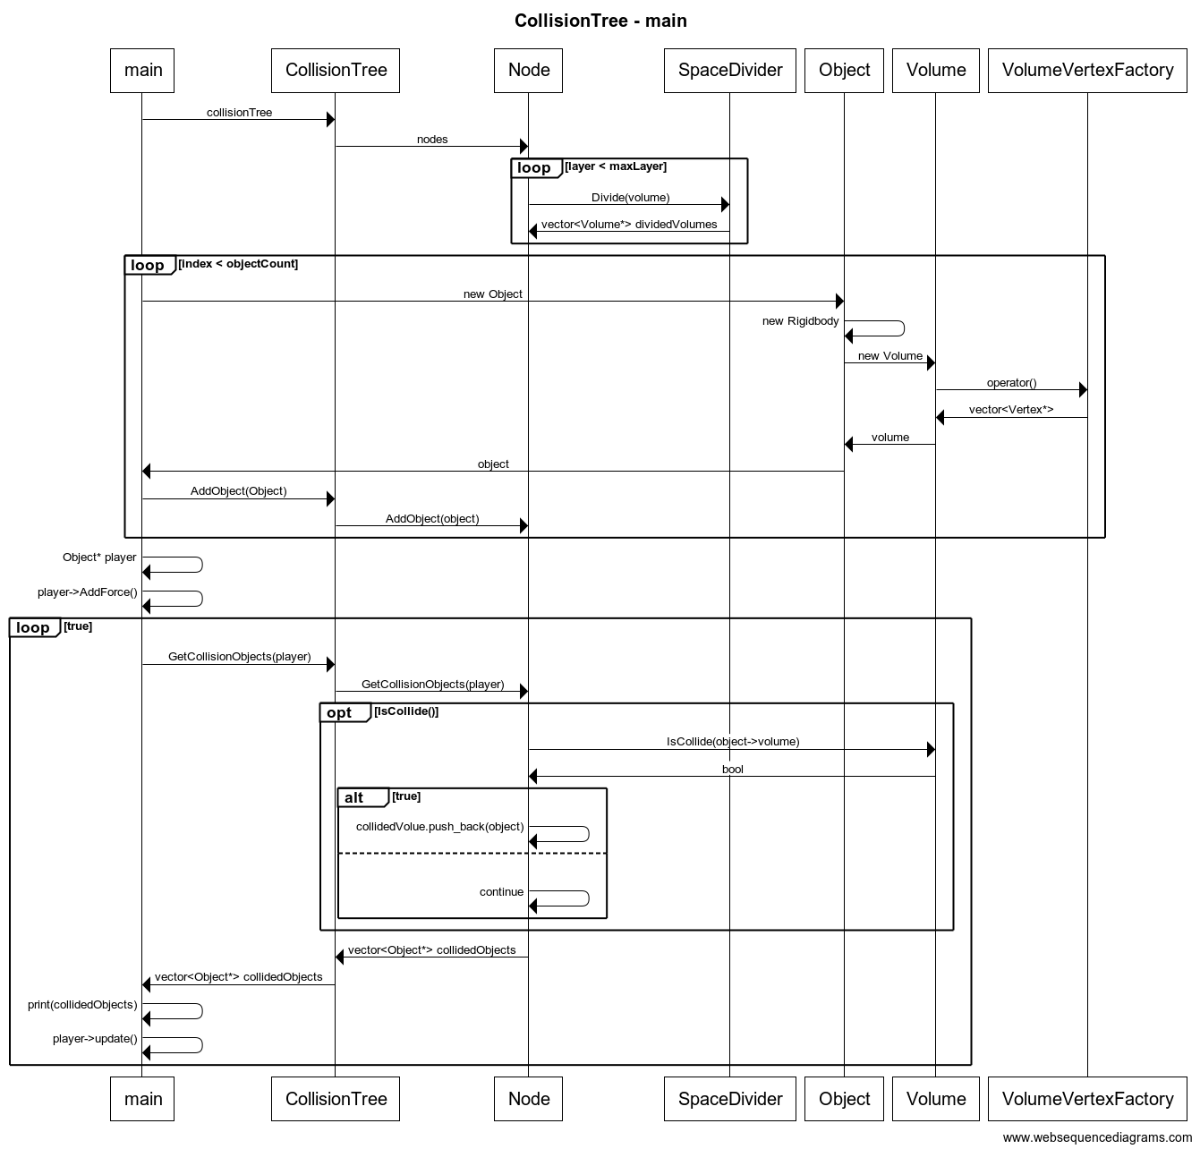 CollisionTree - main
main
CollisionTree
Node
SpaceDivider
Object
Volume
VolumeVertexFactory
collisionTree
nodes
loop [layer < maxLayer]
Divide(volume)
vector<Volume*> dividedVolumes
loop [index < objectCount]
new Object
new Rigidbody
new Volume
operator()
vector<Vertex*>
volume
object
AddObject(Object)
AddObject(object)
Object* player
player->AddForce()
loop [true]
GetCollisionObjects(player)
GetCollisionObjects(player)
opt [IsCollide()]
IsCollide(object->volume)
bool
alt [true]
collidedVolue.push_back(object)
continue
vector<Object*> collidedObjects
vector<Object*> collidedObjects
print(collidedObjects)
player->update()
main
CollisionTree
Node
SpaceDivider
Object
Volume
VolumeVertexFactory
www.websequencediagrams.com